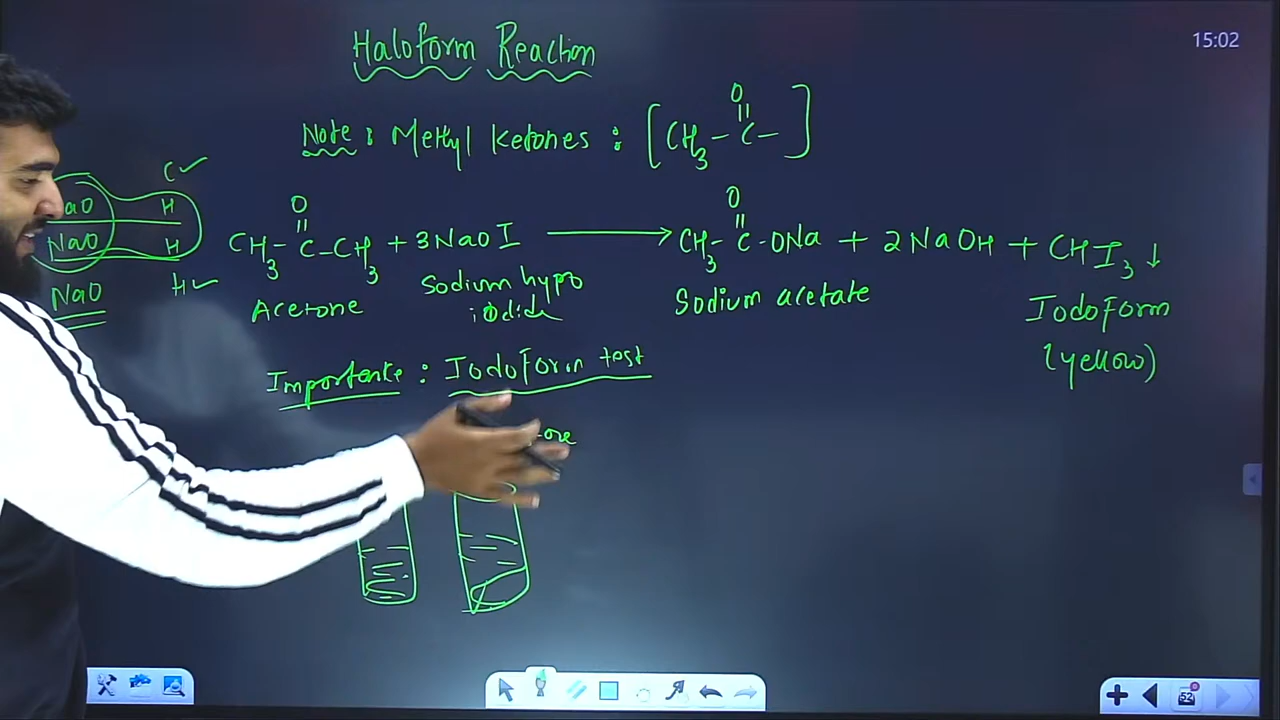 Haloform Reaction
15:02
Note : Methyl ketones : [CH3-C-]
O
C✓
NaO H
NaO H
NaO H✓
O
CH3-C-CH3 + 3NaOI → CH3-C-ONa + 2NaOH + CHI3↓
O
Acetone
Sodium hypo
iodide
Sodium acetate
Iodoform
(yellow)
Importance : Iodoform test
52